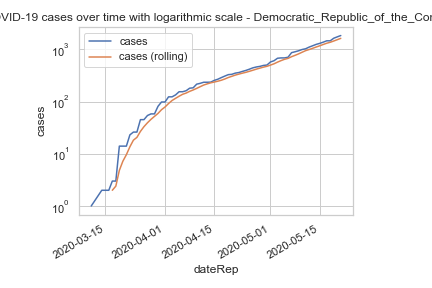 VID-19 cases over time with logarithmic scale - Democratic_Republic_of_the_Con
cases
cases (rolling)
10³
10²
10¹
10⁰
cases
2020-03-15
2020-04-01
2020-04-15
2020-05-01
2020-05-15
dateRep